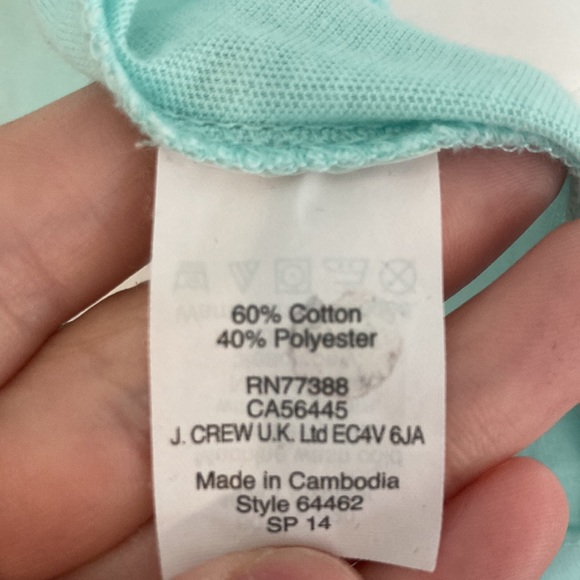 60% Cotton
40% Polyester
RN77388
CA56445
J. CREW U.K. Ltd EC4V 6JA
Made in Cambodia
Style 64462
SP 14